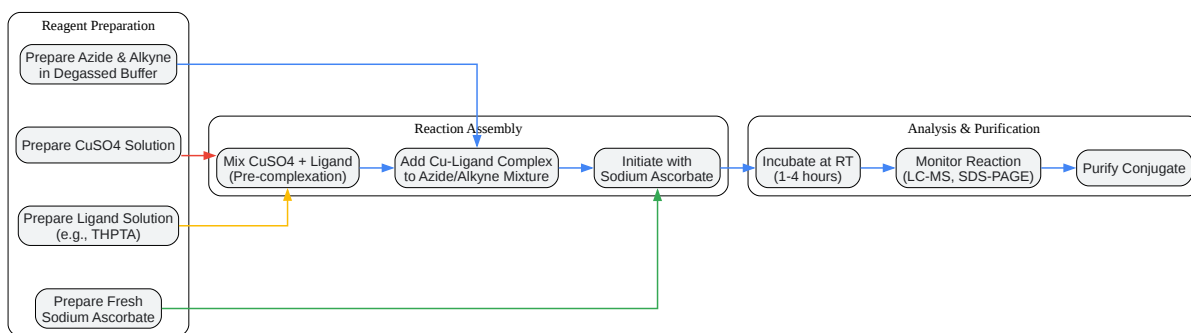 Reagent Preparation
Prepare Azide & Alkyne
in Degassed Buffer
Prepare CuSO4 Solution
Prepare Ligand Solution
(e.g., THPTA)
Prepare Fresh
Sodium Ascorbate
Reaction Assembly
Mix CuSO4 + Ligand
(Pre-complexation)
Add Cu-Ligand Complex
to Azide/Alkyne Mixture
Initiate with
Sodium Ascorbate
Analysis & Purification
Incubate at RT
(1-4 hours)
Monitor Reaction
(LC-MS, SDS-PAGE)
Purify Conjugate